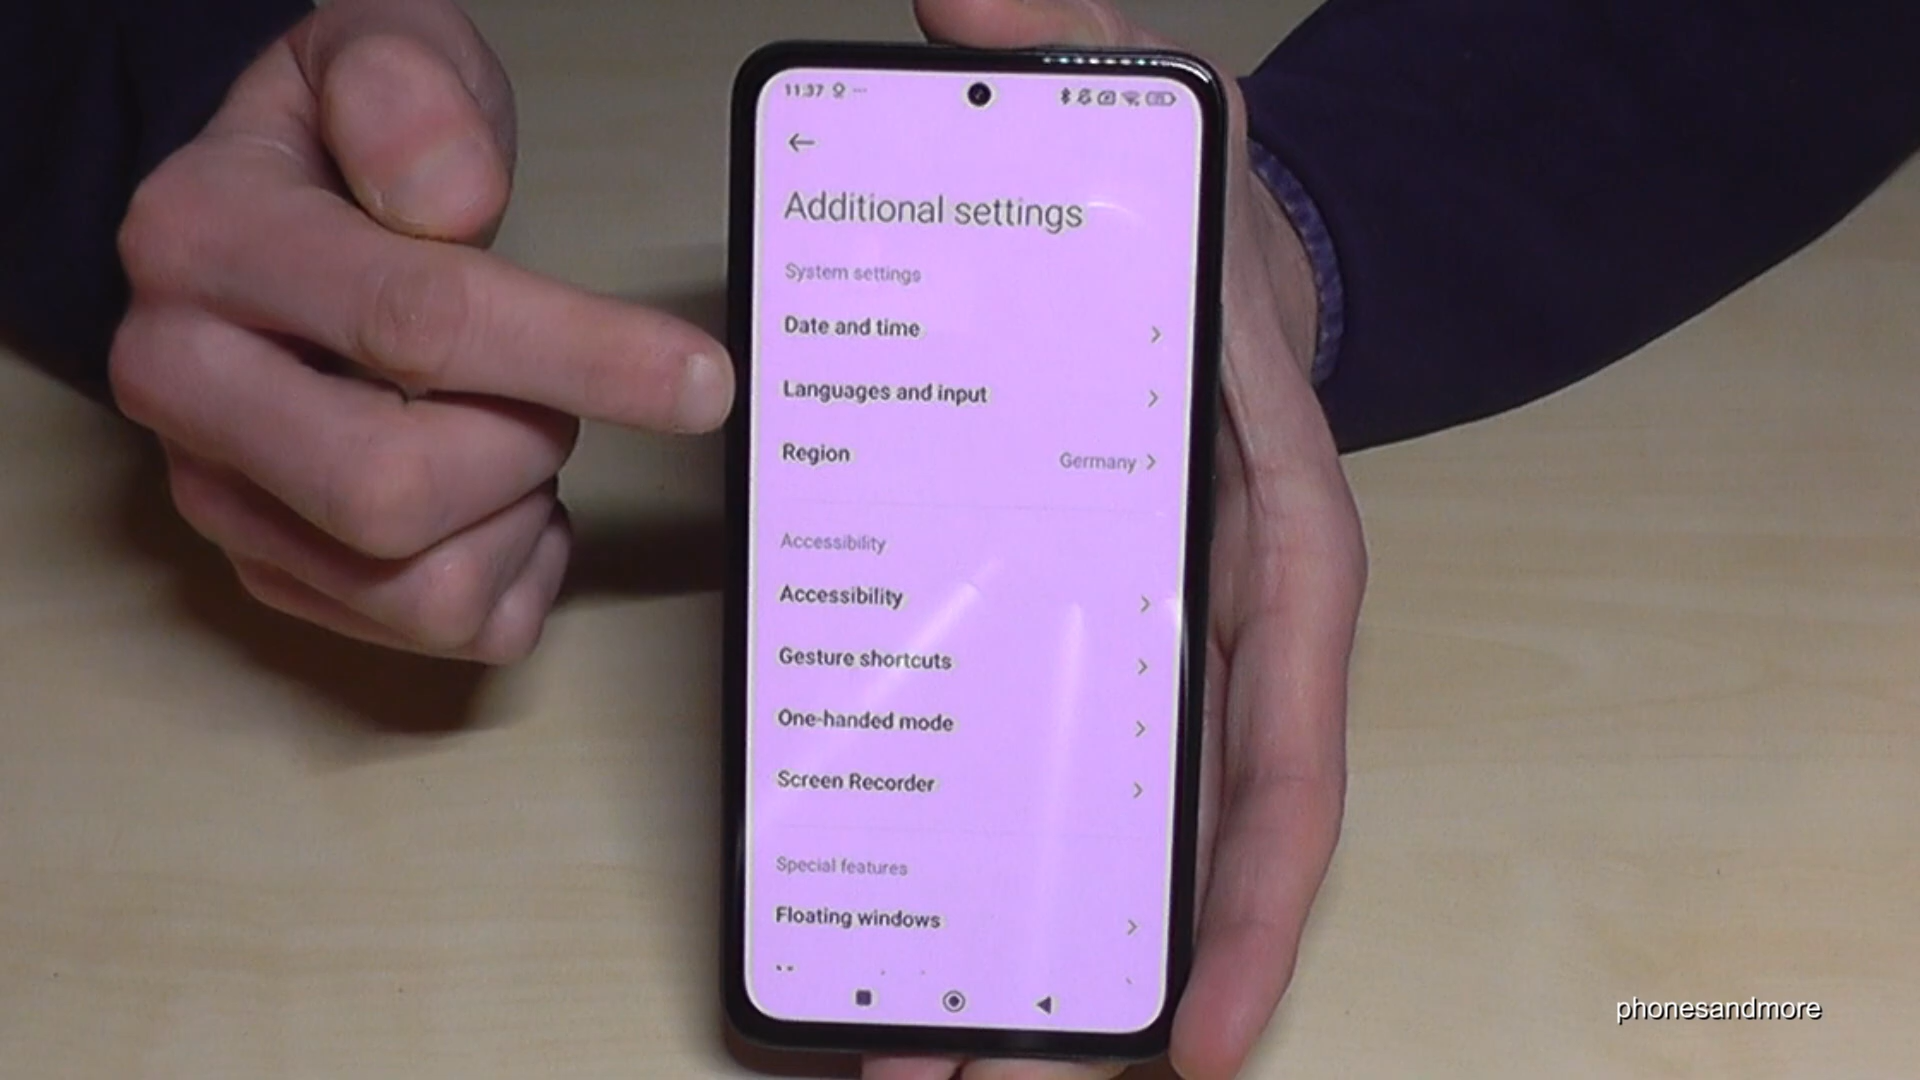 11:37
Additional settings
System settings
Date and time
Languages and input
Region Germany
Accessibility
Accessibility
Gesture shortcuts
One-handed mode
Screen Recorder
Special features
Floating windows
phonesandmore